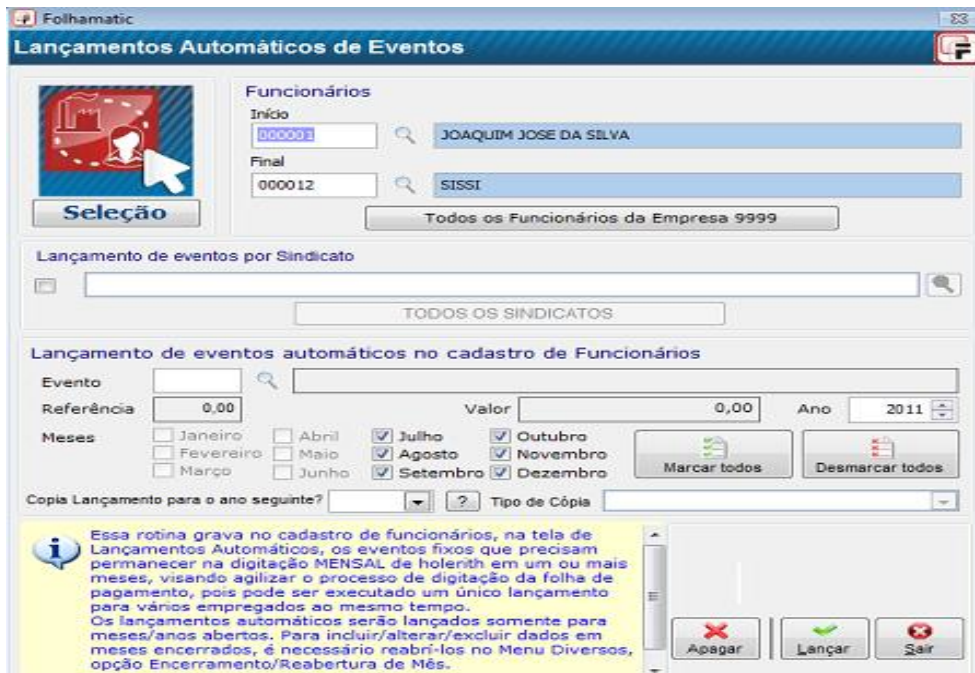 Folhamatic
Lançamentos Automáticos de Eventos
Seleção
Funcionários
Início
000001 JOAQUIM JOSE DA SILVA
Final
000012 SISSI
Todos os Funcionários da Empresa 9999
Lançamento de eventos por Sindicato
TODOS OS SINDICATOS
Lançamento de eventos automáticos no cadastro de Funcionários
Evento
Referência 0,00 Valor 0,00 Ano 2011
Meses Janeiro Abril Julho Outubro
Fevereiro Maio Agosto Novembro
Março Junho Setembro Dezembro
Marcar todos Desmarcar todos
Copia Lançamento para o ano seguinte? ? Tipo de Cópia
Essa rotina grava no cadastro de funcionários, na tela de
Lançamentos Automáticos, os eventos fixos que precisam
permanecer na digitação MENSAL de holerith em um ou mais
meses, visando agilizar o processo de digitação da folha de
pagamento, pois pode ser executado um único lançamento
para vários empregados ao mesmo tempo.
Os lançamentos automáticos serão lançados somente para
meses/anos abertos. Para incluir/alterar/excluir dados em
meses encerrados, é necessário reabrí-los no Menu Diversos,
opção Encerramento/Reabertura de Mês.
Apagar Lançar Sair